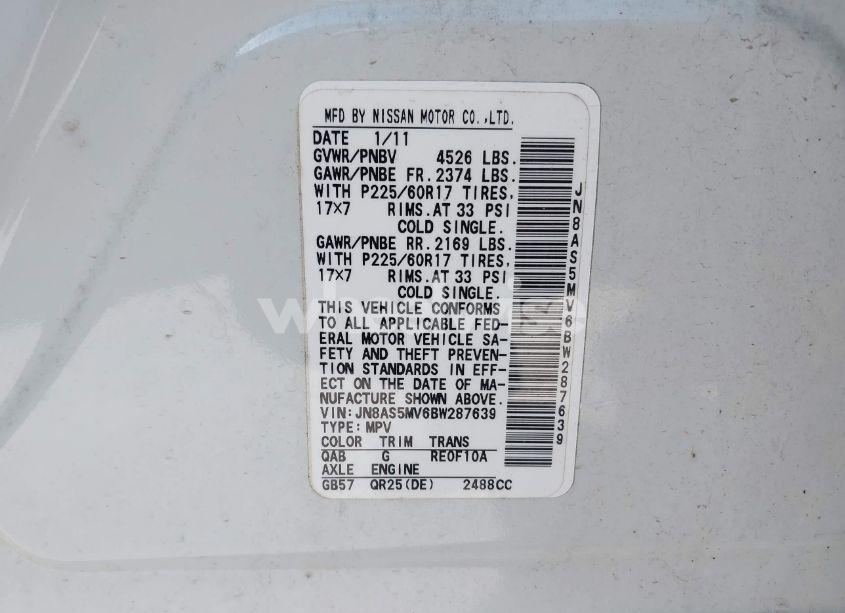 MFD BY NISSAN MOTOR CO.,LTD.
DATE 1/11
GVWR/PNBV 4526 LBS.
GAWR/PNBE FR. 2374 LBS.
WITH P225/60R17 TIRES,
17×7 RIMS.AT 33 PSI
COLD SINGLE.
GAWR/PNBE RR. 2169 LBS.
WITH P225/60R17 TIRES,
17×7 RIMS.AT 33 PSI
COLD SINGLE.
THIS VEHICLE CONFORMS
TO ALL APPLICABLE FED-
ERAL MOTOR VEHICLE SA-
FETY AND THEFT PREVEN-
TION STANDARDS IN EFF-
ECT ON THE DATE OF MA-
NUFACTURE SHOWN ABOVE.
VIN:JN8AS5MV6BW287639
TYPE:MPV
COLOR TRIM TRANS
QAB G RE0F10A
AXLE ENGINE
GB57 QR25(DE) 2488CC
JN8AS5MV6BW287639